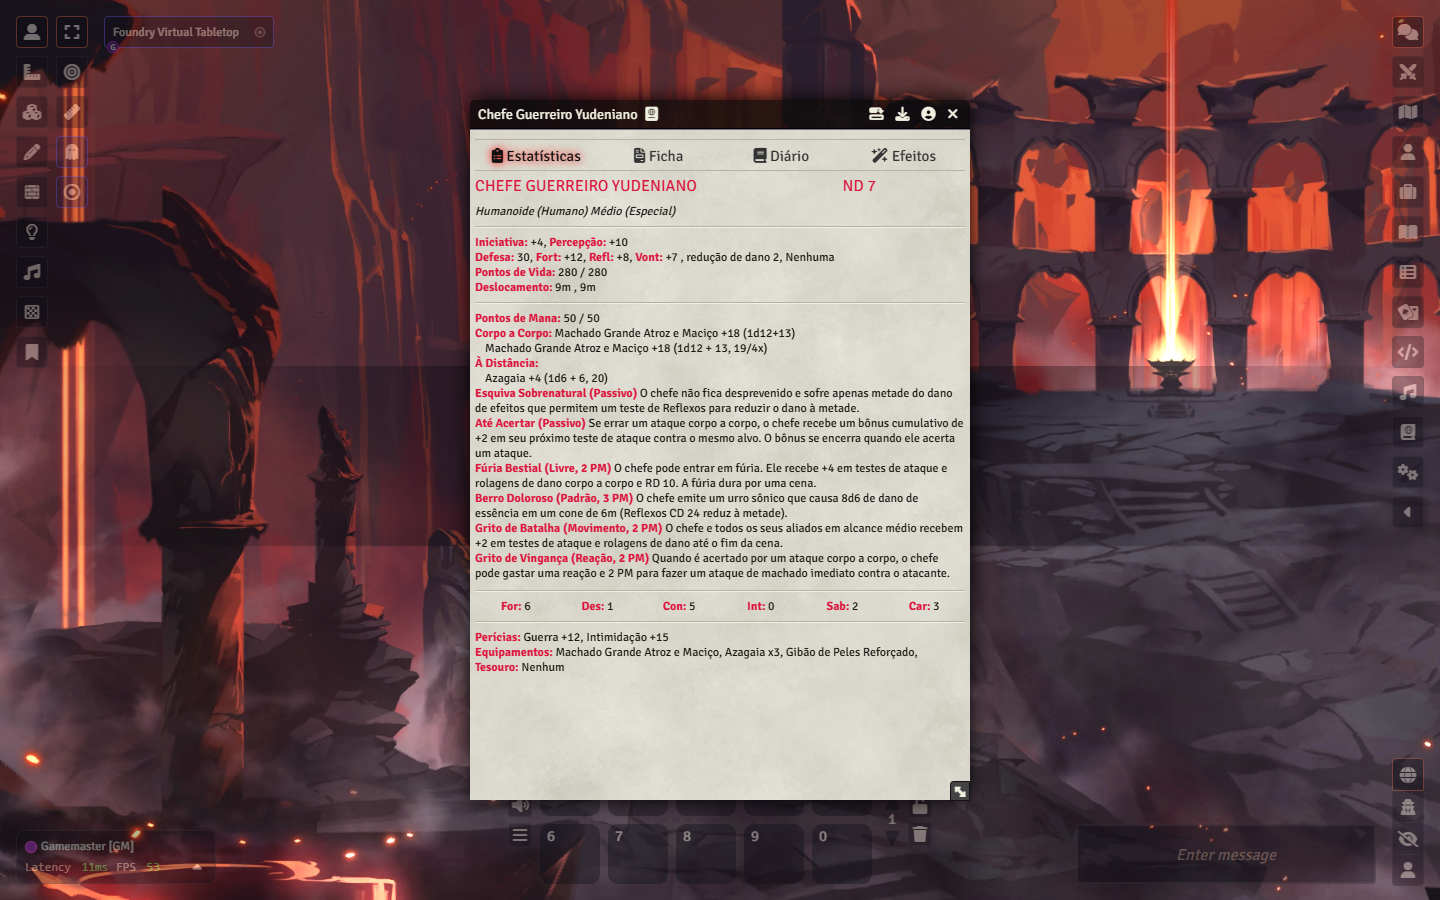 Foundry Virtual Tabletop
G
Chefe Guerreiro Yudeniano
Estatísticas
Ficha
Diário
Efeitos
CHEFE GUERREIRO YUDENIANO
ND 7
Humanoide (Humano) Médio (Especial)
Iniciativa: +4, Percepção: +10
Defesa: 30, Fort: +12, Refl: +8, Vont: +7 , redução de dano 2, Nenhuma
Pontos de Vida: 280 / 280
Deslocamento: 9m , 9m
Pontos de Mana: 50 / 50
Corpo a Corpo: Machado Grande Atroz e Maciço +18 (1d12+13)
Machado Grande Atroz e Maciço +18 (1d12 + 13, 19/4x)
À Distância:
Azagaia +4 (1d6 + 6, 20)
Esquiva Sobrenatural (Passivo) O chefe não fica desprevenido e sofre apenas metade do dano
de efeitos que permitem um teste de Reflexos para reduzir o dano à metade.
Até Acertar (Passivo) Se errar um ataque corpo a corpo, o chefe recebe um bônus cumulativo de
+2 em seu próximo teste de ataque contra o mesmo alvo. O bônus se encerra quando ele acerta
um ataque.
Fúria Bestial (Livre, 2 PM) O chefe pode entrar em fúria. Ele recebe +4 em testes de ataque e
rolagens de dano corpo a corpo e RD 10. A fúria dura por uma cena.
Berro Doloroso (Padrão, 3 PM) O chefe emite um urro sônico que causa 8d6 de dano de
essência em um cone de 6m (Reflexos CD 24 reduz à metade).
Grito de Batalha (Movimento, 2 PM) O chefe e todos os seus aliados em alcance médio recebem
+2 em testes de ataque e rolagens de dano até o fim da cena.
Grito de Vingança (Reação, 2 PM) Quando é acertado por um ataque corpo a corpo, o chefe
pode gastar uma reação e 2 PM para fazer um ataque de machado imediato contra o atacante.
For: 6
Des: 1
Con: 5
Int: 0
Sab: 2
Car: 3
Perícias: Guerra +12, Intimidação +15
Equipamentos: Machado Grande Atroz e Maciço, Azagaia x3, Gibão de Peles Reforçado,
Tesouro: Nenhum
6
7
8
9
0
1
Gamemaster [GM]
Latency 11ms FPS 53
Enter message